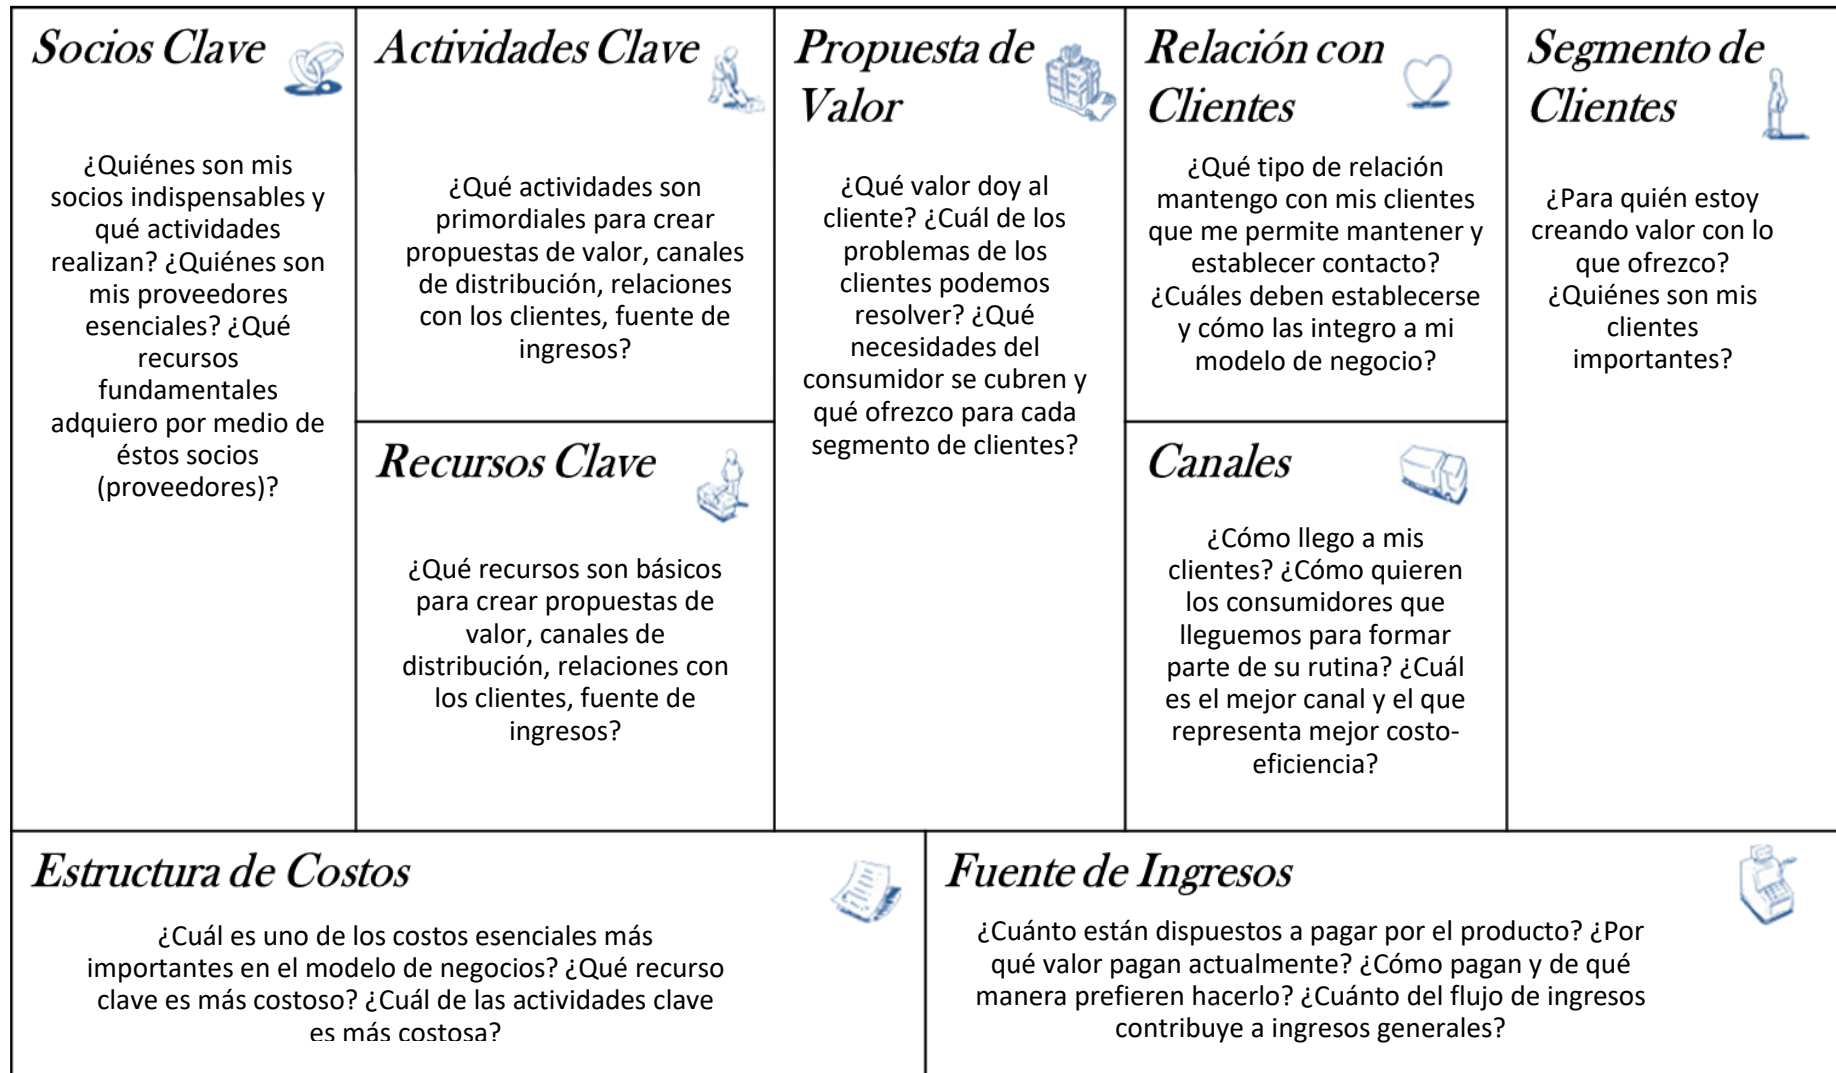 Socios Clave
¿Quiénes son mis
socios indispensables y
qué actividades
realizan? ¿Quiénes son
mis proveedores
esenciales? ¿Qué
recursos
fundamentales
adquiero por medio de
éstos socios
(proveedores)?
Actividades Clave
¿Qué actividades son
primordiales para crear
propuestas de valor, canales
de distribución, relaciones
con los clientes, fuente de
ingresos?
Recursos Clave
¿Qué recursos son básicos
para crear propuestas de
valor, canales de
distribución, relaciones con
los clientes, fuente de
ingresos?
Propuesta de
Valor
¿Qué valor doy al
cliente? ¿Cuál de los
problemas de los
clientes podemos
resolver? ¿Qué
necesidades del
consumidor se cubren y
qué ofrezco para cada
segmento de clientes?
Relación con
Clientes
¿Qué tipo de relación
mantengo con mis clientes
que me permite mantener y
establecer contacto?
¿Cuáles deben establecerse
y cómo las integro a mi
modelo de negocio?
Canales
¿Cómo llego a mis
clientes? ¿Cómo quieren
los consumidores que
lleguemos para formar
parte de su rutina? ¿Cuál
es el mejor canal y el que
representa mejor costo-
eficiencia?
Segmento de
Clientes
¿Para quién estoy
creando valor con lo
que ofrezco?
¿Quiénes son mis
clientes
importantes?
Estructura de Costos
¿Cuál es uno de los costos esenciales más
importantes en el modelo de negocios? ¿Qué recurso
clave es más costoso? ¿Cuál de las actividades clave
es más costosa?
Fuente de Ingresos
¿Cuánto están dispuestos a pagar por el producto? ¿Por
qué valor pagan actualmente? ¿Cómo pagan y de qué
manera prefieren hacerlo? ¿Cuánto del flujo de ingresos
contribuye a ingresos generales?